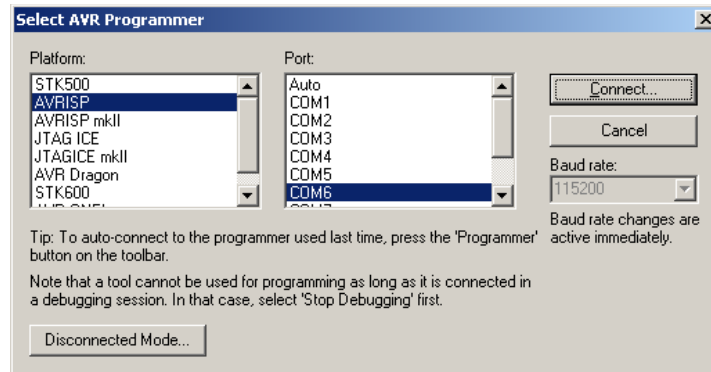 Select AVR Programmer
Platform:
STK500
AVRISP
AVRISP mkII
JTAG ICE
JTAGICE mkII
AVR Dragon
STK600
Port:
Auto
COM1
COM2
COM3
COM4
COM5
COM6
Connect...
Cancel
Baud rate:
115200
Baud rate changes are
active immediately.
Tip: To auto-connect to the programmer used last time, press the 'Programmer'
button on the toolbar.
Note that a tool cannot be used for programming as long as it is connected in
a debugging session. In that case, select 'Stop Debugging' first.
Disconnected Mode...